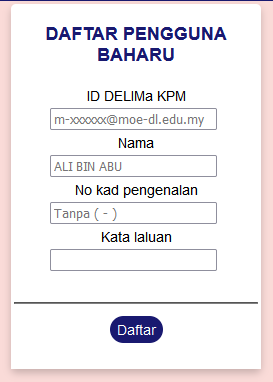 DAFTAR PENGGUNA
BAHARU
ID DELIMa KPM
m-xxxxxx@moe-dl.edu.my
Nama
ALI BIN ABU
No kad pengenalan
Tanpa ( - )
Kata laluan
Daftar